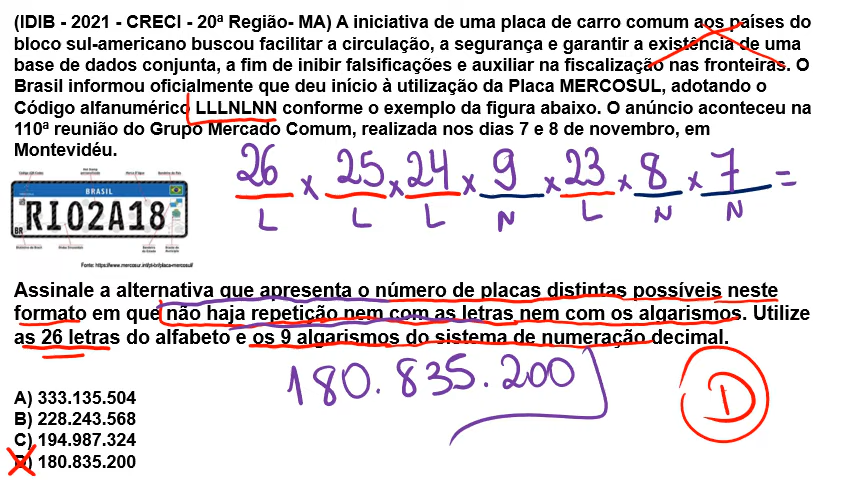 (IDIB - 2021 - CRECI - 20ª Região- MA) A iniciativa de uma placa de carro comum aos países do
bloco sul-americano buscou facilitar a circulação, a segurança e garantir a existência de uma
base de dados conjunta, a fim de inibir falsificações e auxiliar na fiscalização nas fronteiras. O
Brasil informou oficialmente que deu início à utilização da Placa MERCOSUL, adotando o
Código alfanumérico LLLNLNN conforme o exemplo da figura abaixo. O anúncio aconteceu na
110ª reunião do Grupo Mercado Comum, realizada nos dias 7 e 8 de novembro, em
Montevidéu.
26 × 25 × 24 × 9 × 23 × 8 × 7 =
L L L N L N N
BRASIL
RIO2A18
BR
Fonte: https://www.mercosur.int/pt-br/placa-mercosul/
Assinale a alternativa que apresenta o número de placas distintas possíveis neste
formato em que não haja repetição nem com as letras nem com os algarismos. Utilize
as 26 letras do alfabeto e os 9 algarismos do sistema de numeração decimal.
180.835.200
D
A) 333.135.504
B) 228.243.568
C) 194.987.324
D) 180.835.200